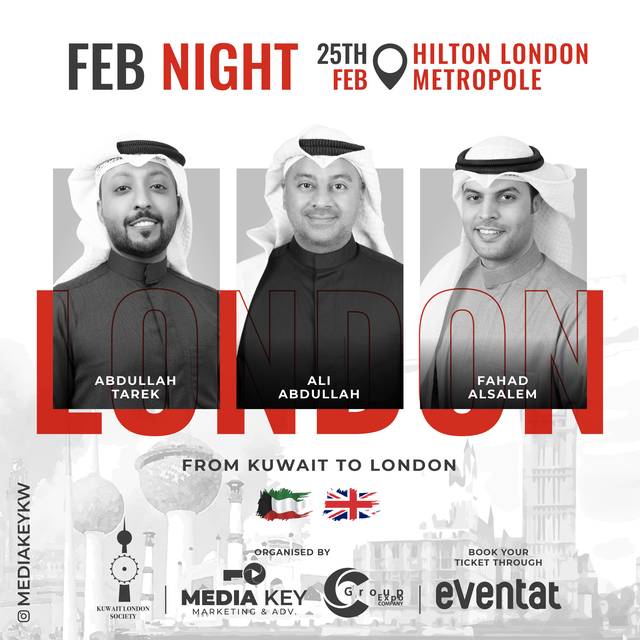 FEB NIGHT
25TH
FEB
HILTON LONDON
METROPOLE
LONDON
ABDULLAH
TAREK
ALI
ABDULLAH
FAHAD
ALSALEM
FROM KUWAIT TO LONDON
@MEDIAKEYKW
KUWAIT LONDON
SOCIETY
ORGANISED BY
MEDIA KEY
MARKETING & ADV.
Group
EXPO
COMPANY
BOOK YOUR
TICKET THROUGH
eventat